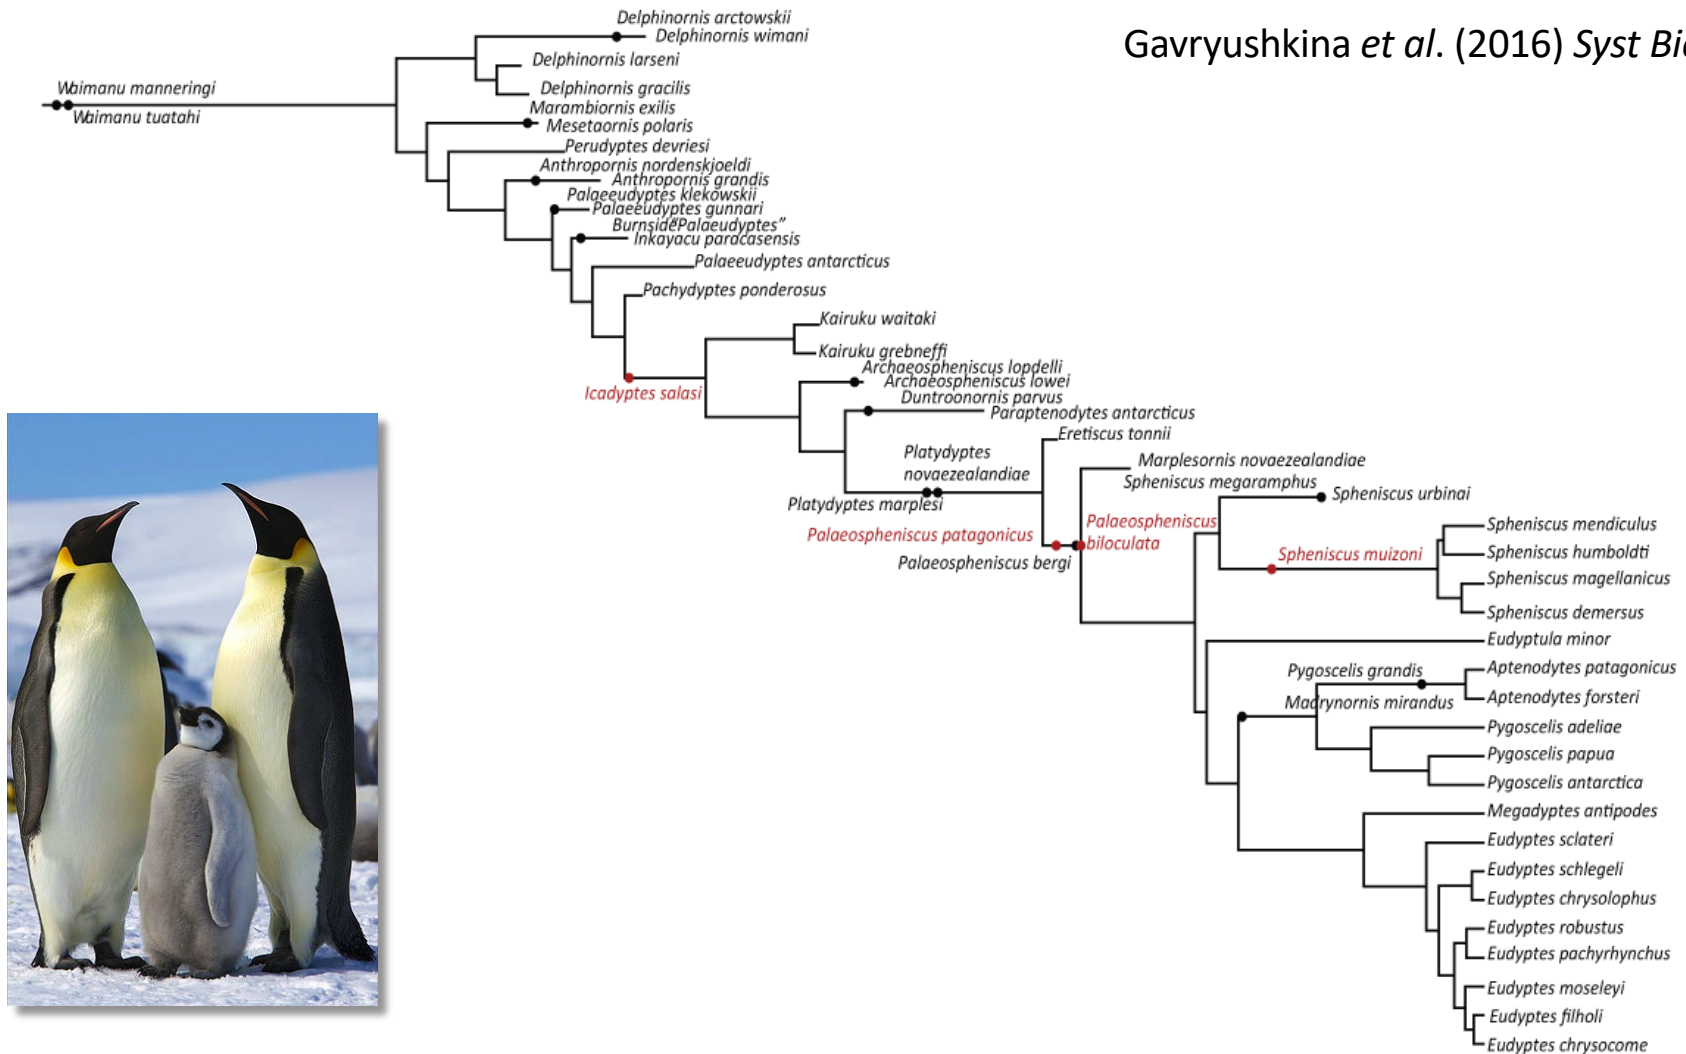 Gavryushkina et al. (2016) Syst Bi
Delphinornis arctowskii
Delphinornis wimani
Delphinornis larseni
Delphinornis gracilis
Waimanu manneringi
Waimanu tuatahi
Marambiornis exilis
Mesetaornis polaris
Perudyptes devriesi
Anthropornis nordenskjoeldi
Anthropornis grandis
Palaeeudyptes klekowskii
Palaeeudyptes gunnari
Burnside"Palaeudyptes”
Inkayacu paracasensis
Palaeeudyptes antarcticus
Pachydyptes ponderosus
Kairuku waitaki
Kairuku grebneffi
Icadyptes salasi
Archaeospheniscus lopdelli
Archaeospheniscus lowei
Duntroonornis parvus
Paraptenodytes antarcticus
Eretiscus tonnii
Platydyptes
novaezealandiae
Platydyptes marplesi
Marplesornis novaezealandiae
Spheniscus megaramphus
Spheniscus urbinai
Palaeospheniscus patagonicus
Palaeospheniscus
biloculata
Palaeospheniscus bergi
Spheniscus muizoni
Spheniscus mendiculus
Spheniscus humboldti
Spheniscus magellanicus
Spheniscus demersus
Eudyptula minor
Pygoscelis grandis
Madrynornis mirandus
Aptenodytes patagonicus
Aptenodytes forsteri
Pygoscelis adeliae
Pygoscelis papua
Pygoscelis antarctica
Megadyptes antipodes
Eudyptes sclateri
Eudyptes schlegeli
Eudyptes chrysolophus
Eudyptes robustus
Eudyptes pachyrhynchus
Eudyptes moseleyi
Eudyptes filholi
Eudyptes chrysocome